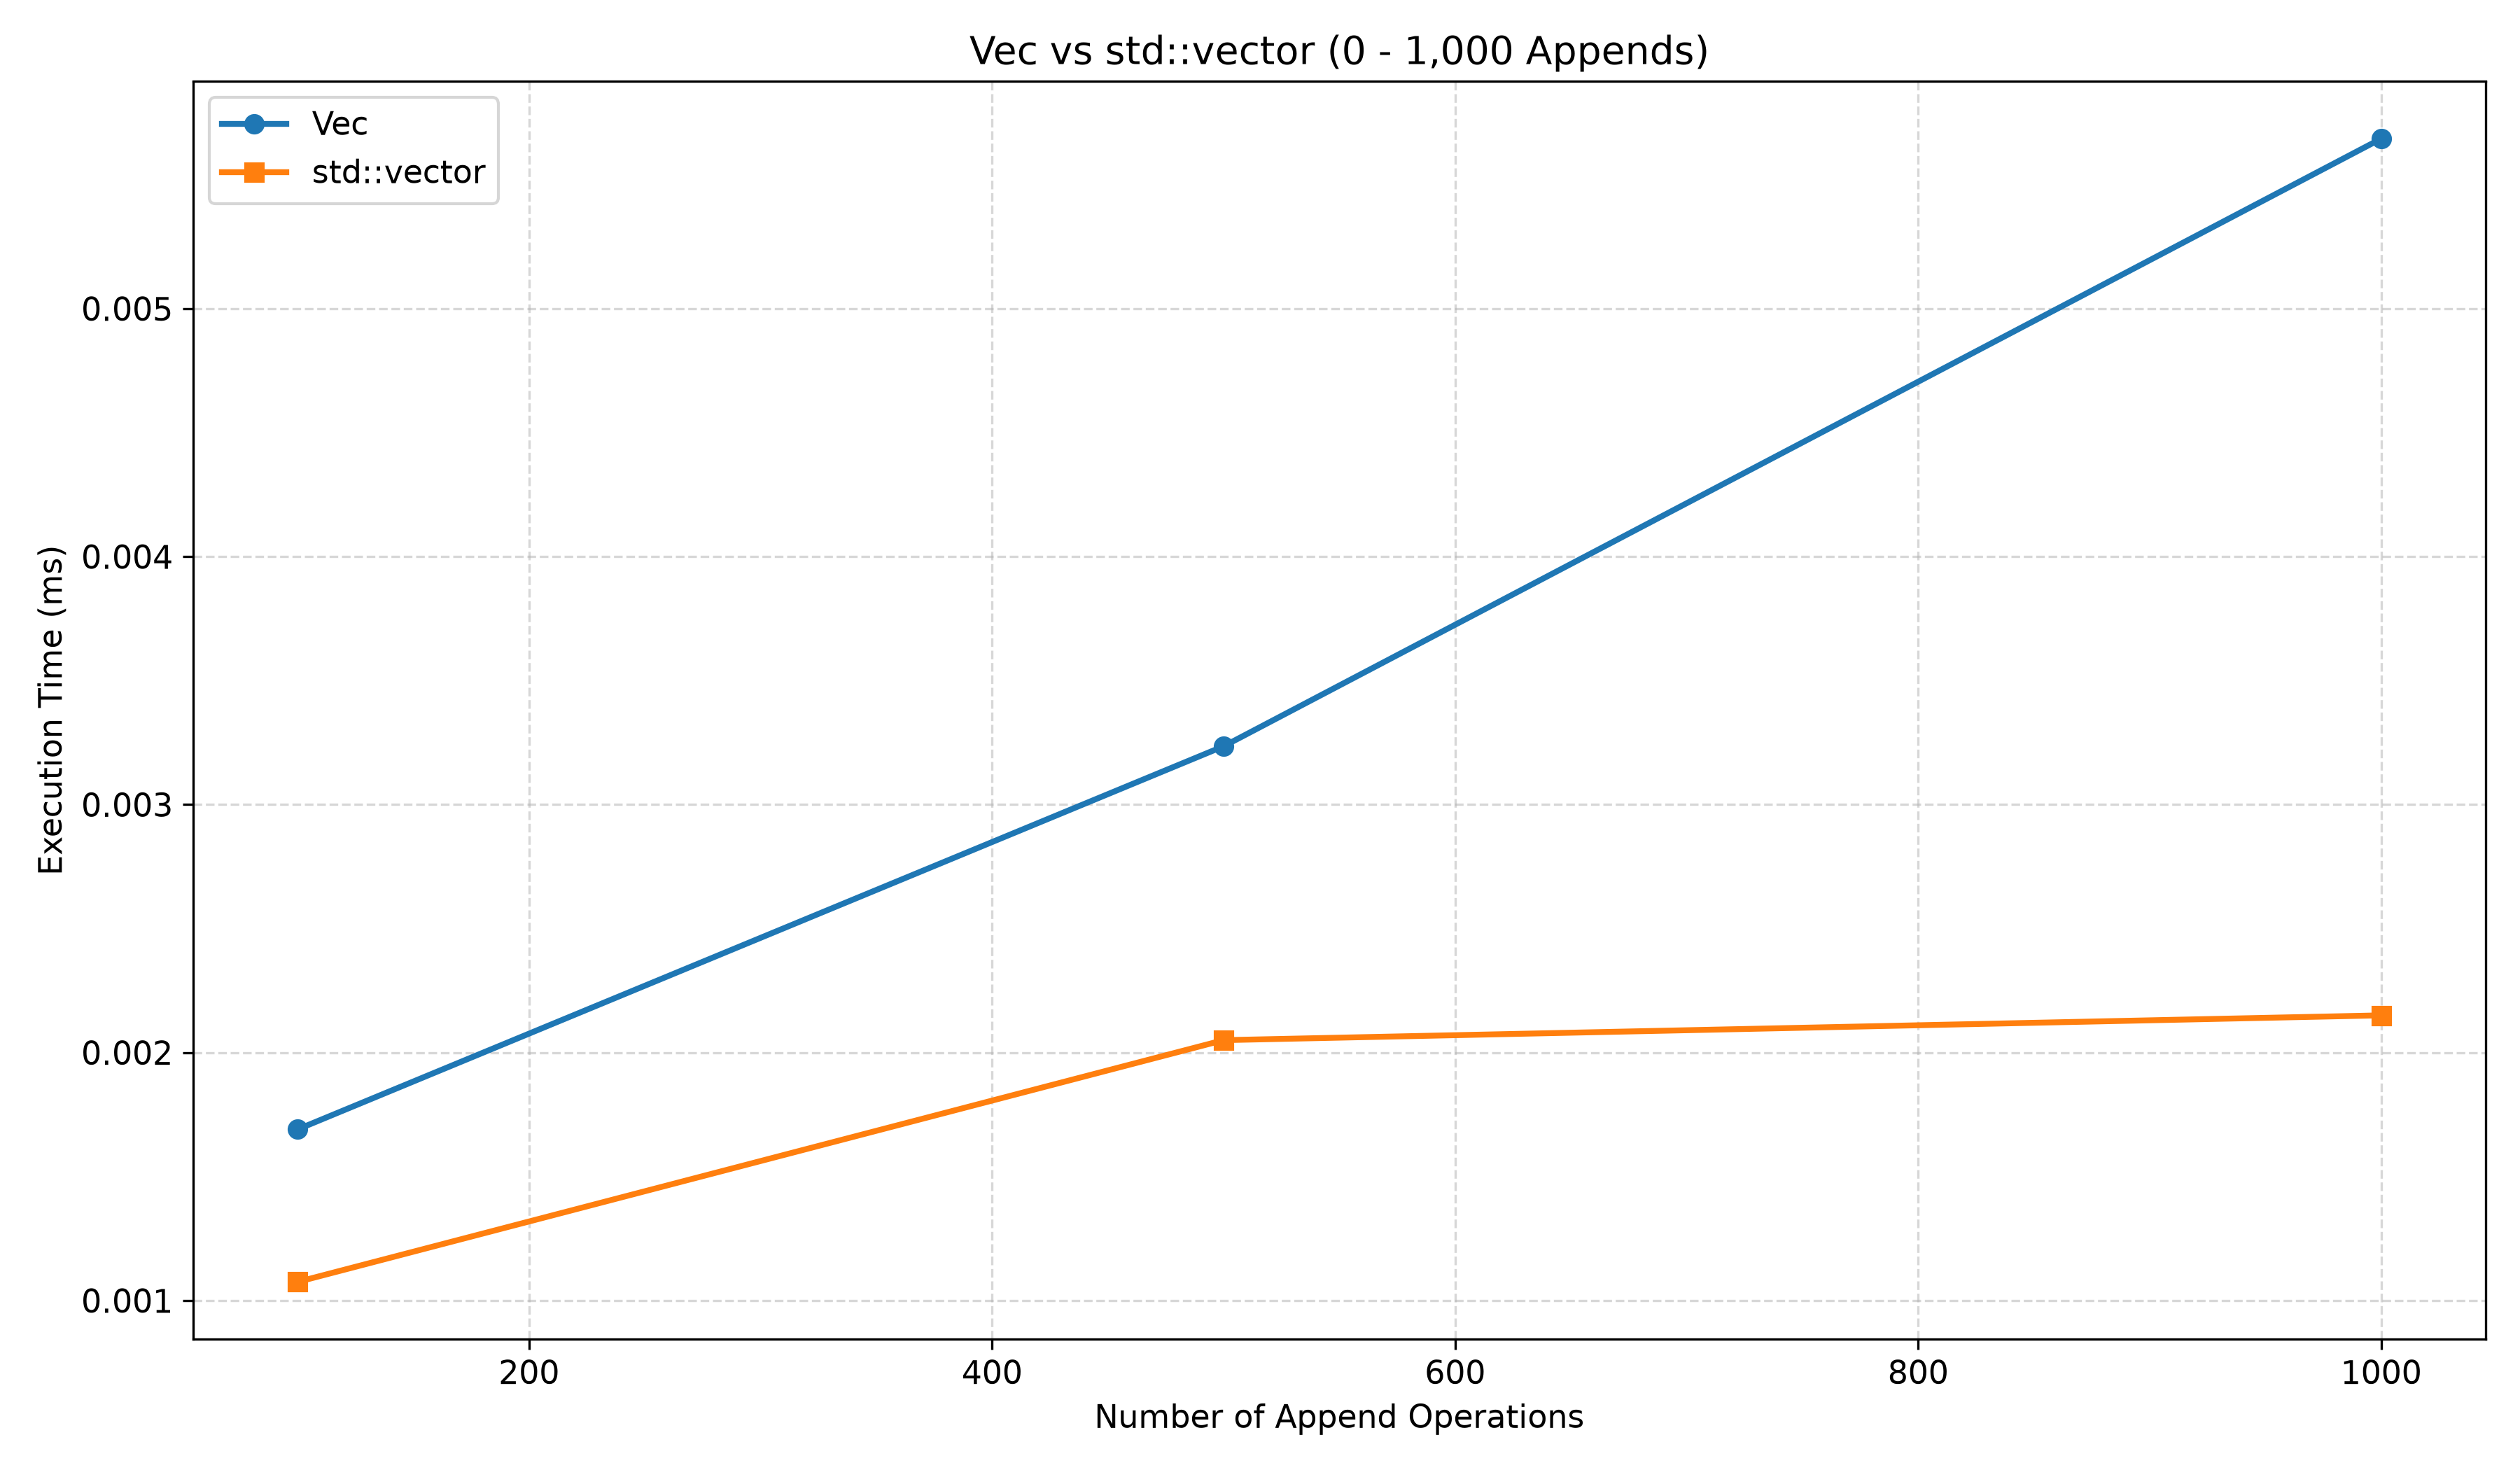 Vec vs std::vector (0 - 1,000 Appends)
Vec
std::vector
Execution Time (ms)
0.005
0.004
0.003
0.002
0.001
200 400 600 800 1000
Number of Append Operations